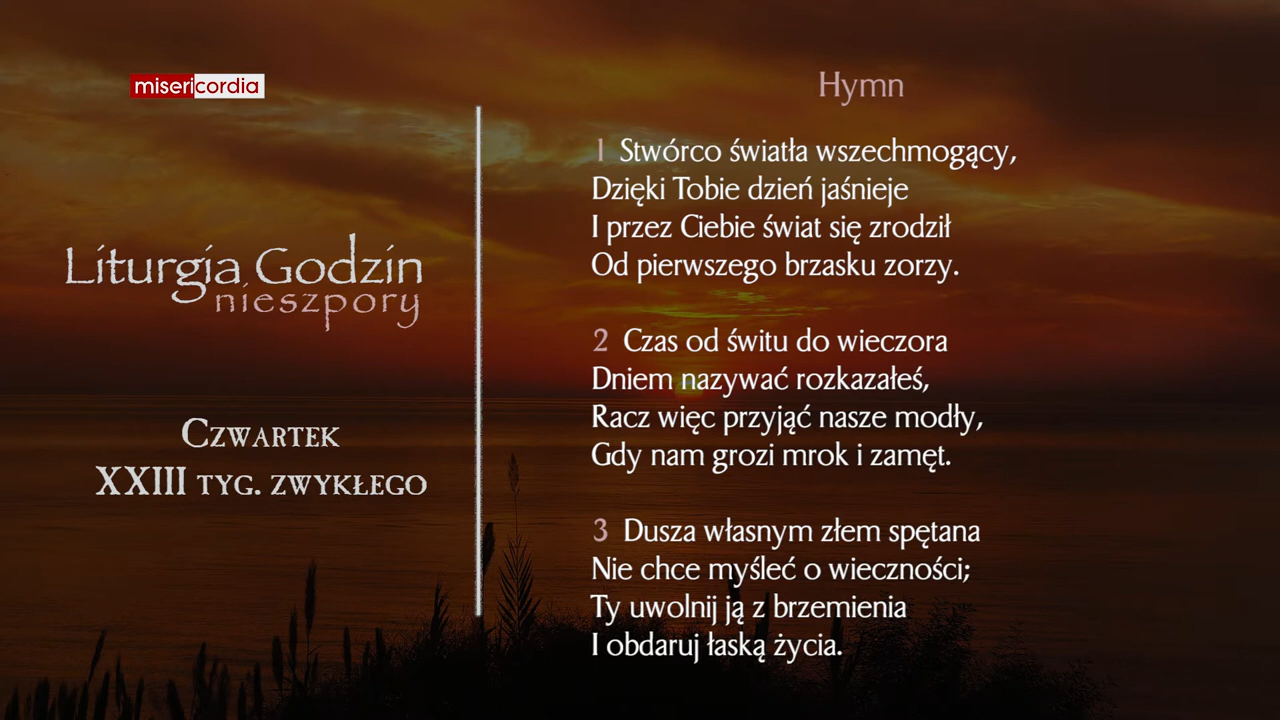 misericordia
Liturgia Godzin
nieszpory
Czwartek
XXIII tyg. zwykłego
Hymn
1 Stwórco światła wszechmogący,
Dzięki Tobie dzień jaśnieje
I przez Ciebie świat się zrodził
Od pierwszego brzasku zorzy.
2 Czas od świtu do wieczora
Dniem nazywać rozkazałeś,
Racz więc przyjąć nasze modły,
Gdy nam grozi mrok i zamęt.
3 Dusza własnym złem spętana
Nie chce myśleć o wieczności;
Ty uwolnij ją z brzemienia
I obdaruj łaską życia.